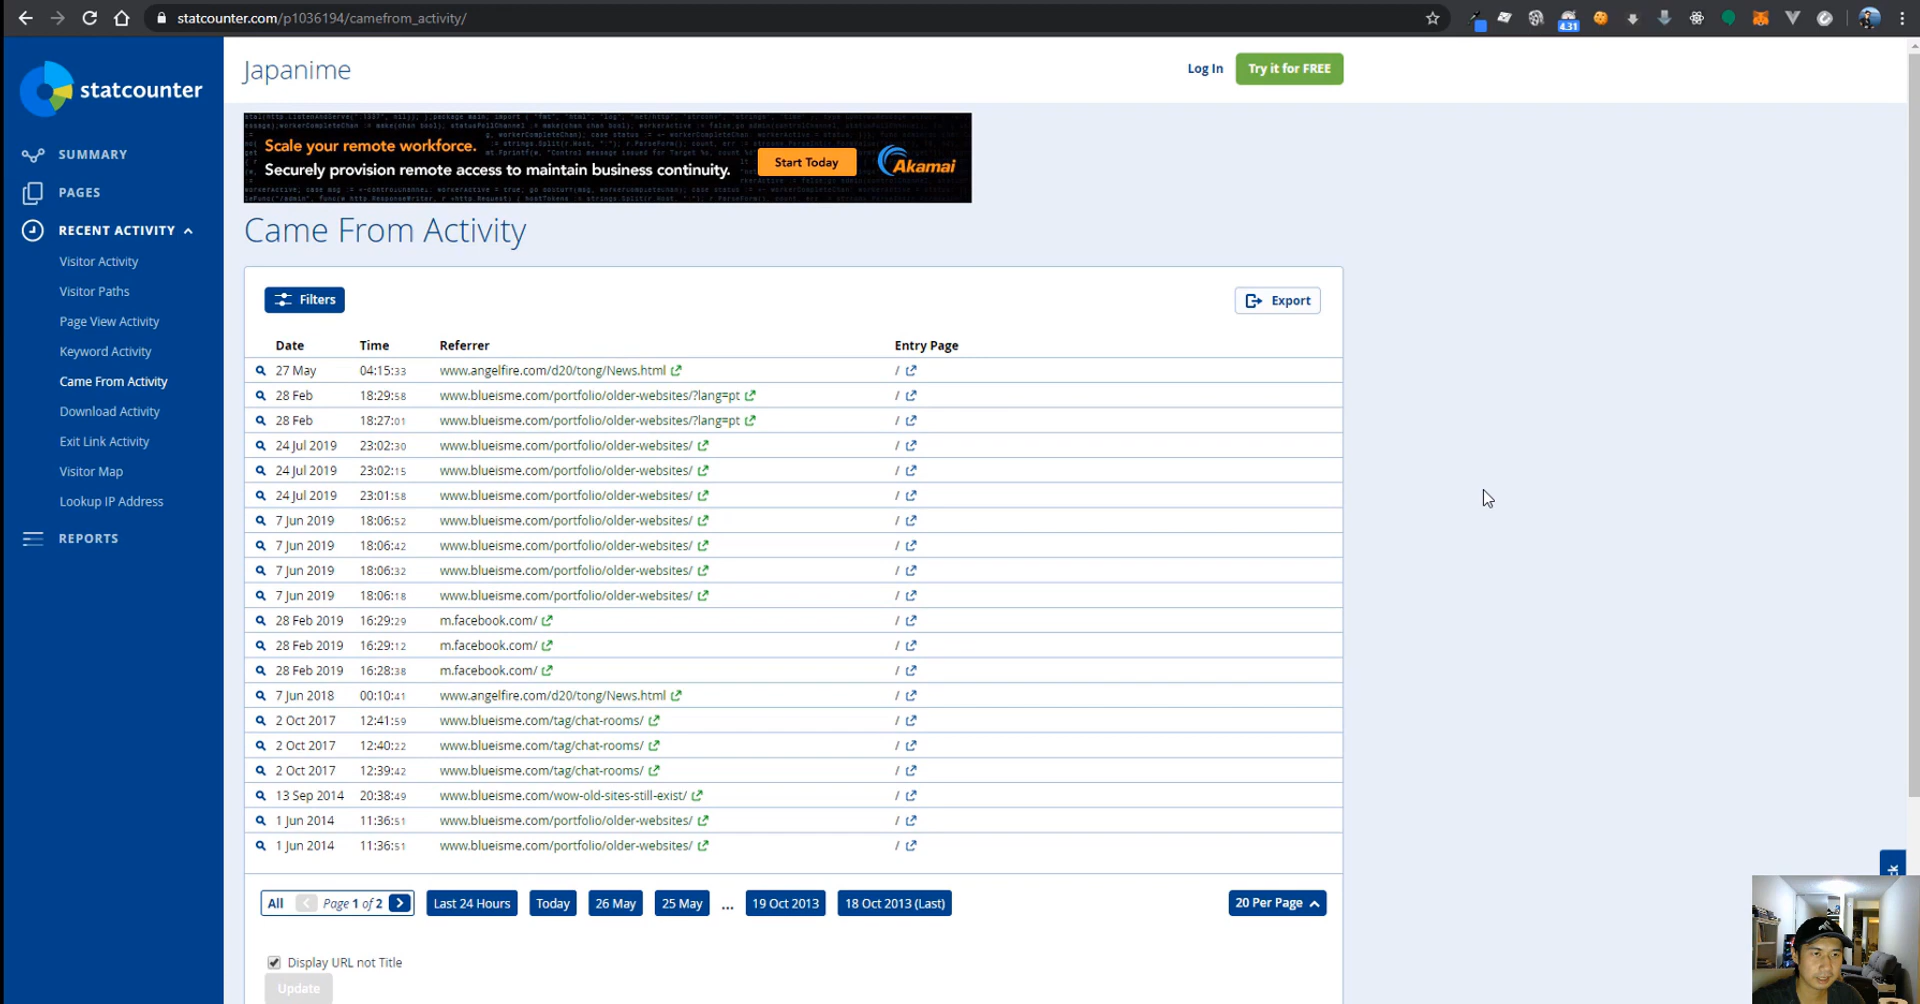 statcounter.com/p1036194/camefrom_activity/
431
statcounter
Japanime
Log In
Try it for FREE
Scale your remote workforce.
Securely provision remote access to maintain business continuity.
Start Today
Akamai
SUMMARY
PAGES
RECENT ACTIVITY
Visitor Activity
Visitor Paths
Page View Activity
Keyword Activity
Came From Activity
Download Activity
Exit Link Activity
Visitor Map
Lookup IP Address
REPORTS
Came From Activity
Filters
Export
Date Time Referrer Entry Page
27 May 04:15:33 www.angelfire.com/d20/tong/News.html /
28 Feb 18:29:58 www.blueisme.com/portfolio/older-websites/?lang=pt /
28 Feb 18:27:01 www.blueisme.com/portfolio/older-websites/?lang=pt /
24 Jul 2019 23:02:30 www.blueisme.com/portfolio/older-websites/ /
24 Jul 2019 23:02:15 www.blueisme.com/portfolio/older-websites/ /
24 Jul 2019 23:01:58 www.blueisme.com/portfolio/older-websites/ /
7 Jun 2019 18:06:52 www.blueisme.com/portfolio/older-websites/ /
7 Jun 2019 18:06:42 www.blueisme.com/portfolio/older-websites/ /
7 Jun 2019 18:06:32 www.blueisme.com/portfolio/older-websites/ /
7 Jun 2019 18:06:18 www.blueisme.com/portfolio/older-websites/ /
28 Feb 2019 16:29:29 m.facebook.com/ /
28 Feb 2019 16:29:12 m.facebook.com/ /
28 Feb 2019 16:28:38 m.facebook.com/ /
7 Jun 2018 00:10:41 www.angelfire.com/d20/tong/News.html /
2 Oct 2017 12:41:59 www.blueisme.com/tag/chat-rooms/ /
2 Oct 2017 12:40:22 www.blueisme.com/tag/chat-rooms/ /
2 Oct 2017 12:39:42 www.blueisme.com/tag/chat-rooms/ /
13 Sep 2014 20:38:49 www.blueisme.com/wow-old-sites-still-exist/ /
1 Jun 2014 11:36:51 www.blueisme.com/portfolio/older-websites/ /
1 Jun 2014 11:36:51 www.blueisme.com/portfolio/older-websites/ /
All Page 1 of 2 Last 24 Hours Today 26 May 25 May ... 19 Oct 2013 18 Oct 2013 (Last) 20 Per Page
Display URL not Title
Update